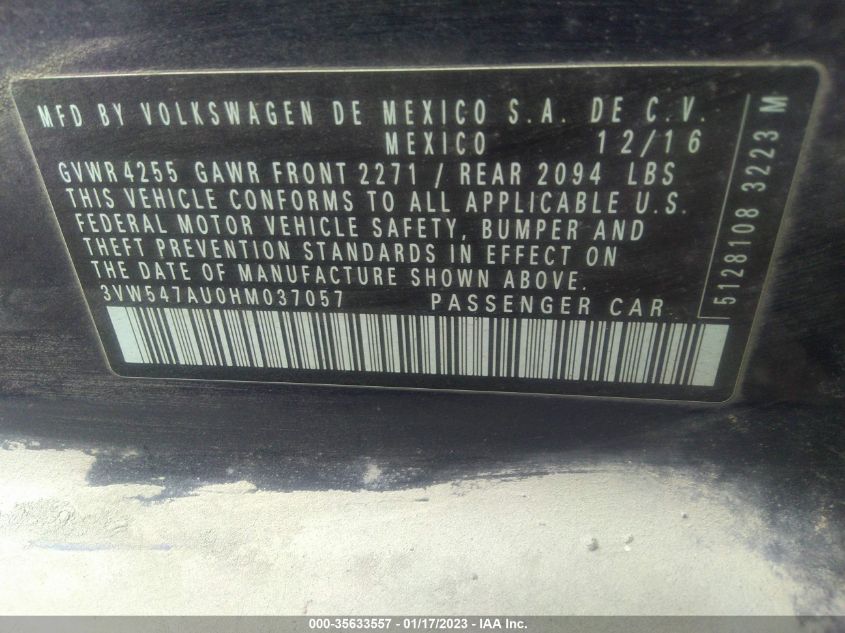 MFD BY VOLKSWAGEN DE MEXICO S.A. DE C.V.
MEXICO 12/16
GVWR 4255 GAWR FRONT 2271 / REAR 2094 LBS
THIS VEHICLE CONFORMS TO ALL APPLICABLE U.S.
FEDERAL MOTOR VEHICLE SAFETY, BUMPER AND
THEFT PREVENTION STANDARDS IN EFFECT ON
THE DATE OF MANUFACTURE SHOWN ABOVE.
3VW547AU0HM037057 PASSENGER CAR
5128108 3223 M
000-35633557 - 01/17/2023 - IAA Inc.